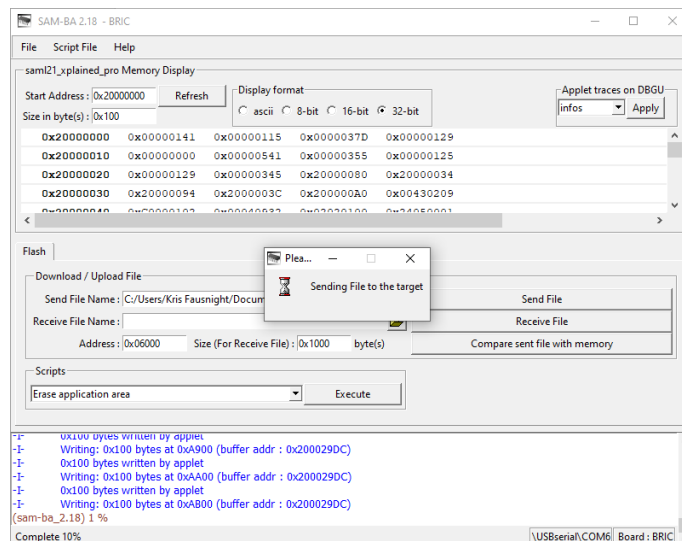 SAM-BA 2.18 - BRIC
File Script File Help
saml21_xplained_pro Memory Display
Start Address : 0x20000000 Refresh
Size in byte(s) : 0x100
Display format
ascii 8-bit 16-bit 32-bit
Applet traces on DBGU
infos Apply
0x20000000 0x00000141 0x00000115 0x0000037D 0x00000129
0x20000010 0x00000000 0x00000541 0x00000355 0x00000125
0x20000020 0x00000129 0x00000345 0x20000080 0x20000034
0x20000030 0x20000094 0x2000003C 0x200000A0 0x00430209
Flash
Download / Upload File
Send File Name : C:/Users/Kris Fausnight/Docum
Send File
Receive File Name :
Receive File
Address : 0x06000 Size (For Receive File) : 0x1000 byte(s)
Compare sent file with memory
Plea...
Sending File to the target
Scripts
Erase application area Execute
-I- 0x100 bytes written by applet
-I- Writing: 0x100 bytes at 0xA900 (buffer addr : 0x200029DC)
-I- 0x100 bytes written by applet
-I- Writing: 0x100 bytes at 0xAA00 (buffer addr : 0x200029DC)
-I- 0x100 bytes written by applet
-I- Writing: 0x100 bytes at 0xAB00 (buffer addr : 0x200029DC)
(sam-ba_2.18) 1 %
Complete 10% \USBserial\COM6 Board : BRIC